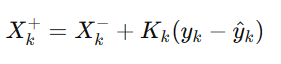 $X_k^+ = X_k^- + K_k(y_k - \hat{y}_k)$